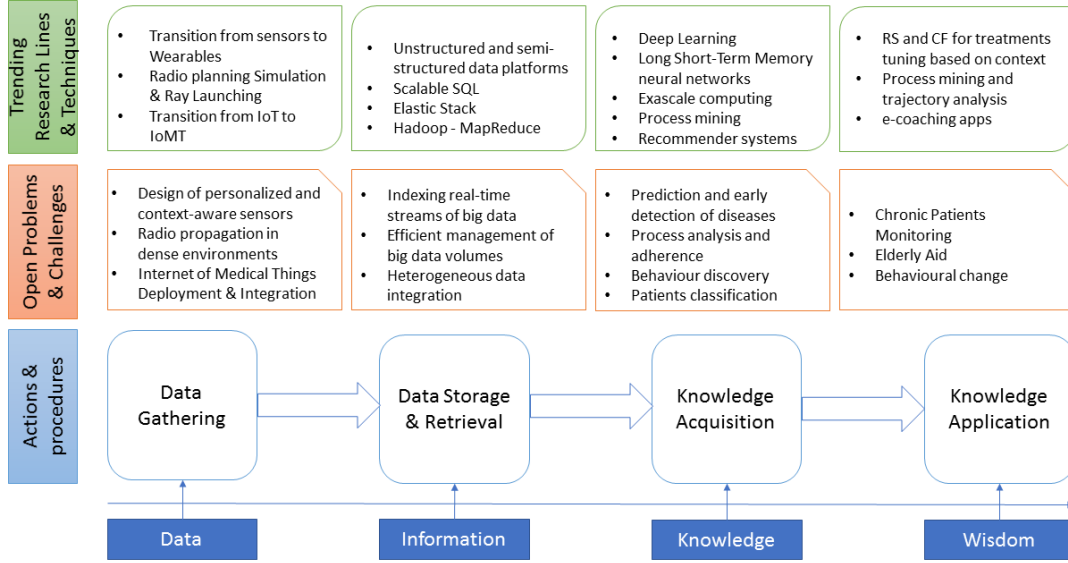 Trending
Research Lines
& Techniques
• Transition from sensors to
Wearables
• Radio planning Simulation
& Ray Launching
• Transition from IoT to
IoMT
• Unstructured and semi-
structured data platforms
• Scalable SQL
• Elastic Stack
• Hadoop - MapReduce
• Deep Learning
• Long Short-Term Memory
neural networks
• Exascale computing
• Process mining
• Recommender systems
• RS and CF for treatments
tuning based on context
• Process mining and
trajectory analysis
• e-coaching apps
Open Problems
& Challenges
• Design of personalized and
context-aware sensors
• Radio propagation in
dense environments
• Internet of Medical Things
Deployment & Integration
• Indexing real-time
streams of big data
• Efficient management of
big data volumes
• Heterogeneous data
integration
• Prediction and early
detection of diseases
• Process analysis and
adherence
• Behaviour discovery
• Patients classification
• Chronic Patients
Monitoring
• Elderly Aid
• Behavioural change
Actions &
procedures
Data
Gathering
Data Storage
& Retrieval
Knowledge
Acquisition
Knowledge
Application
Data
Information
Knowledge
Wisdom